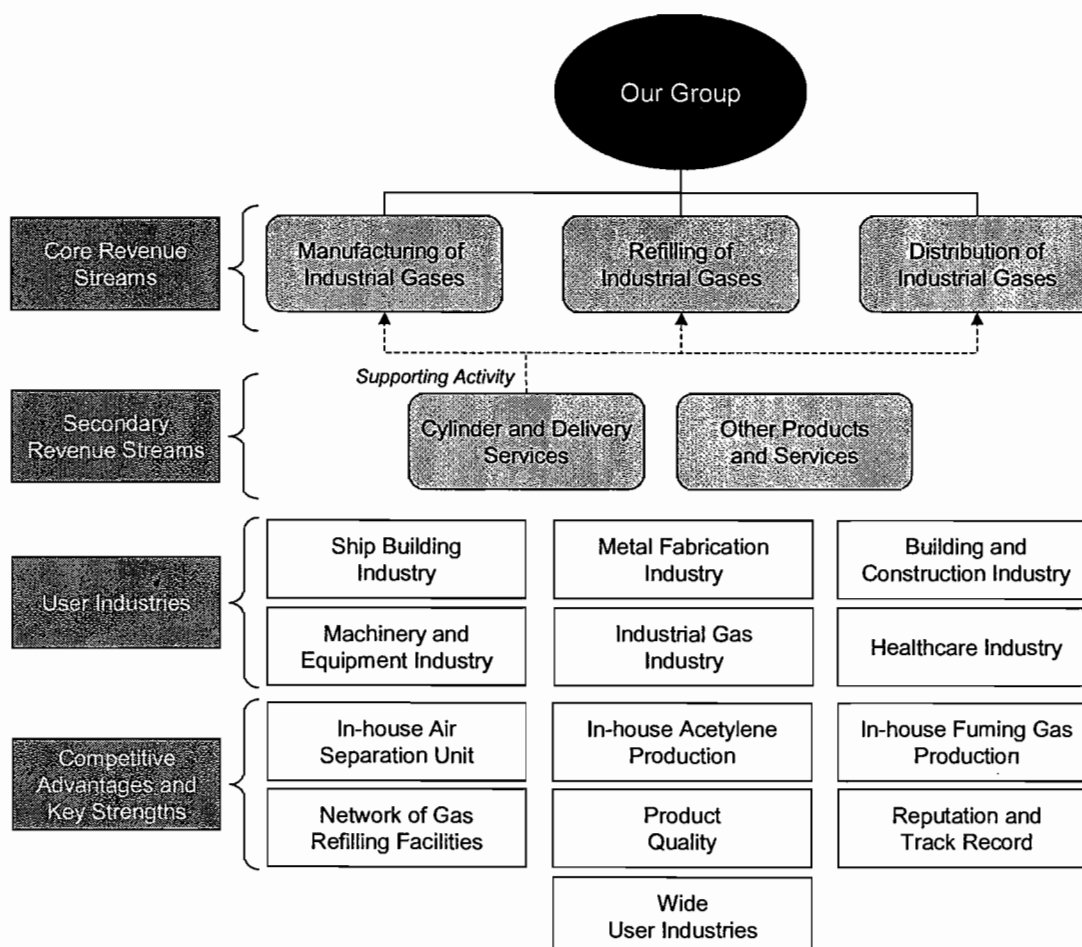 Our Group
Core Revenue
Streams
Manufacturing of
Industrial Gases
Refilling of
Industrial Gases
Distribution of
Industrial Gases
Supporting Activity
Secondary
Revenue Streams
Cylinder and Delivery
Services
Other Products
and Services
User Industries
Ship Building
Industry
Metal Fabrication
Industry
Building and
Construction Industry
Machinery and
Equipment Industry
Industrial Gas
Industry
Healthcare Industry
Competitive
Advantages and
Key Strengths
In-house Air
Separation Unit
In-house Acetylene
Production
In-house Fuming Gas
Production
Network of Gas
Refilling Facilities
Product
Quality
Reputation and
Track Record
Wide
User Industries